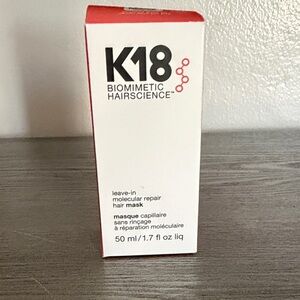 K18
BIOMIMETIC
HAIRSCIENCE™
leave-in
molecular repair
hair mask
masque capillaire
sans rinçage
à réparation moléculaire
50 ml/1.7 fl oz liq